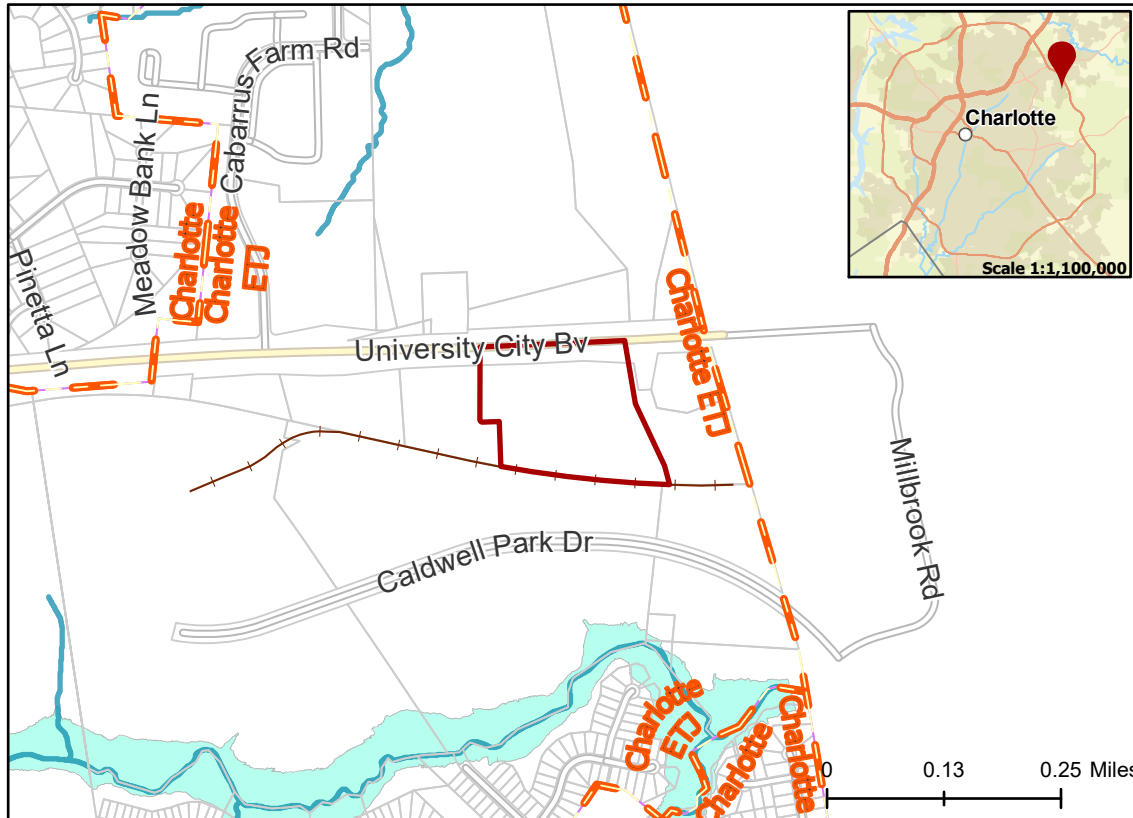 Cabarrus Farm Rd
Meadow Bank Ln
Charlotte
Charlotte
ETJ
Pinetta Ln
University City Bv
Charlotte ETJ
Millbrook Rd
Caldwell Park Dr
Charlotte
ETJ
Charlotte
Charlotte
Charlotte
Scale 1:1,100,000
0
0.13
0.25 Miles